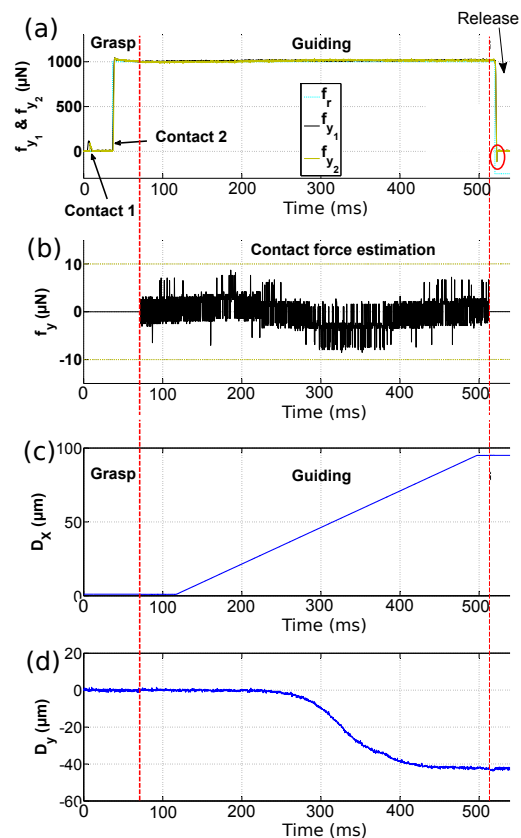 Release
(a)
Grasp
Guiding
f_y1 & f_y2 (µN)
1000
500
0
f_r
f_y1
f_y2
Contact 2
Contact 1
0 100 200 300 400 500
Time (ms)
(b)
Contact force estimation
f_y (µN)
10
0
-10
0 100 200 300 400 500
Time (ms)
(c)
Grasp
Guiding
D_X (µm)
100
50
0
0 100 200 300 400 500
Time (ms)
(d)
D_y (µm)
20
0
-20
-40
-60
0 100 200 300 400 500
Time (ms)